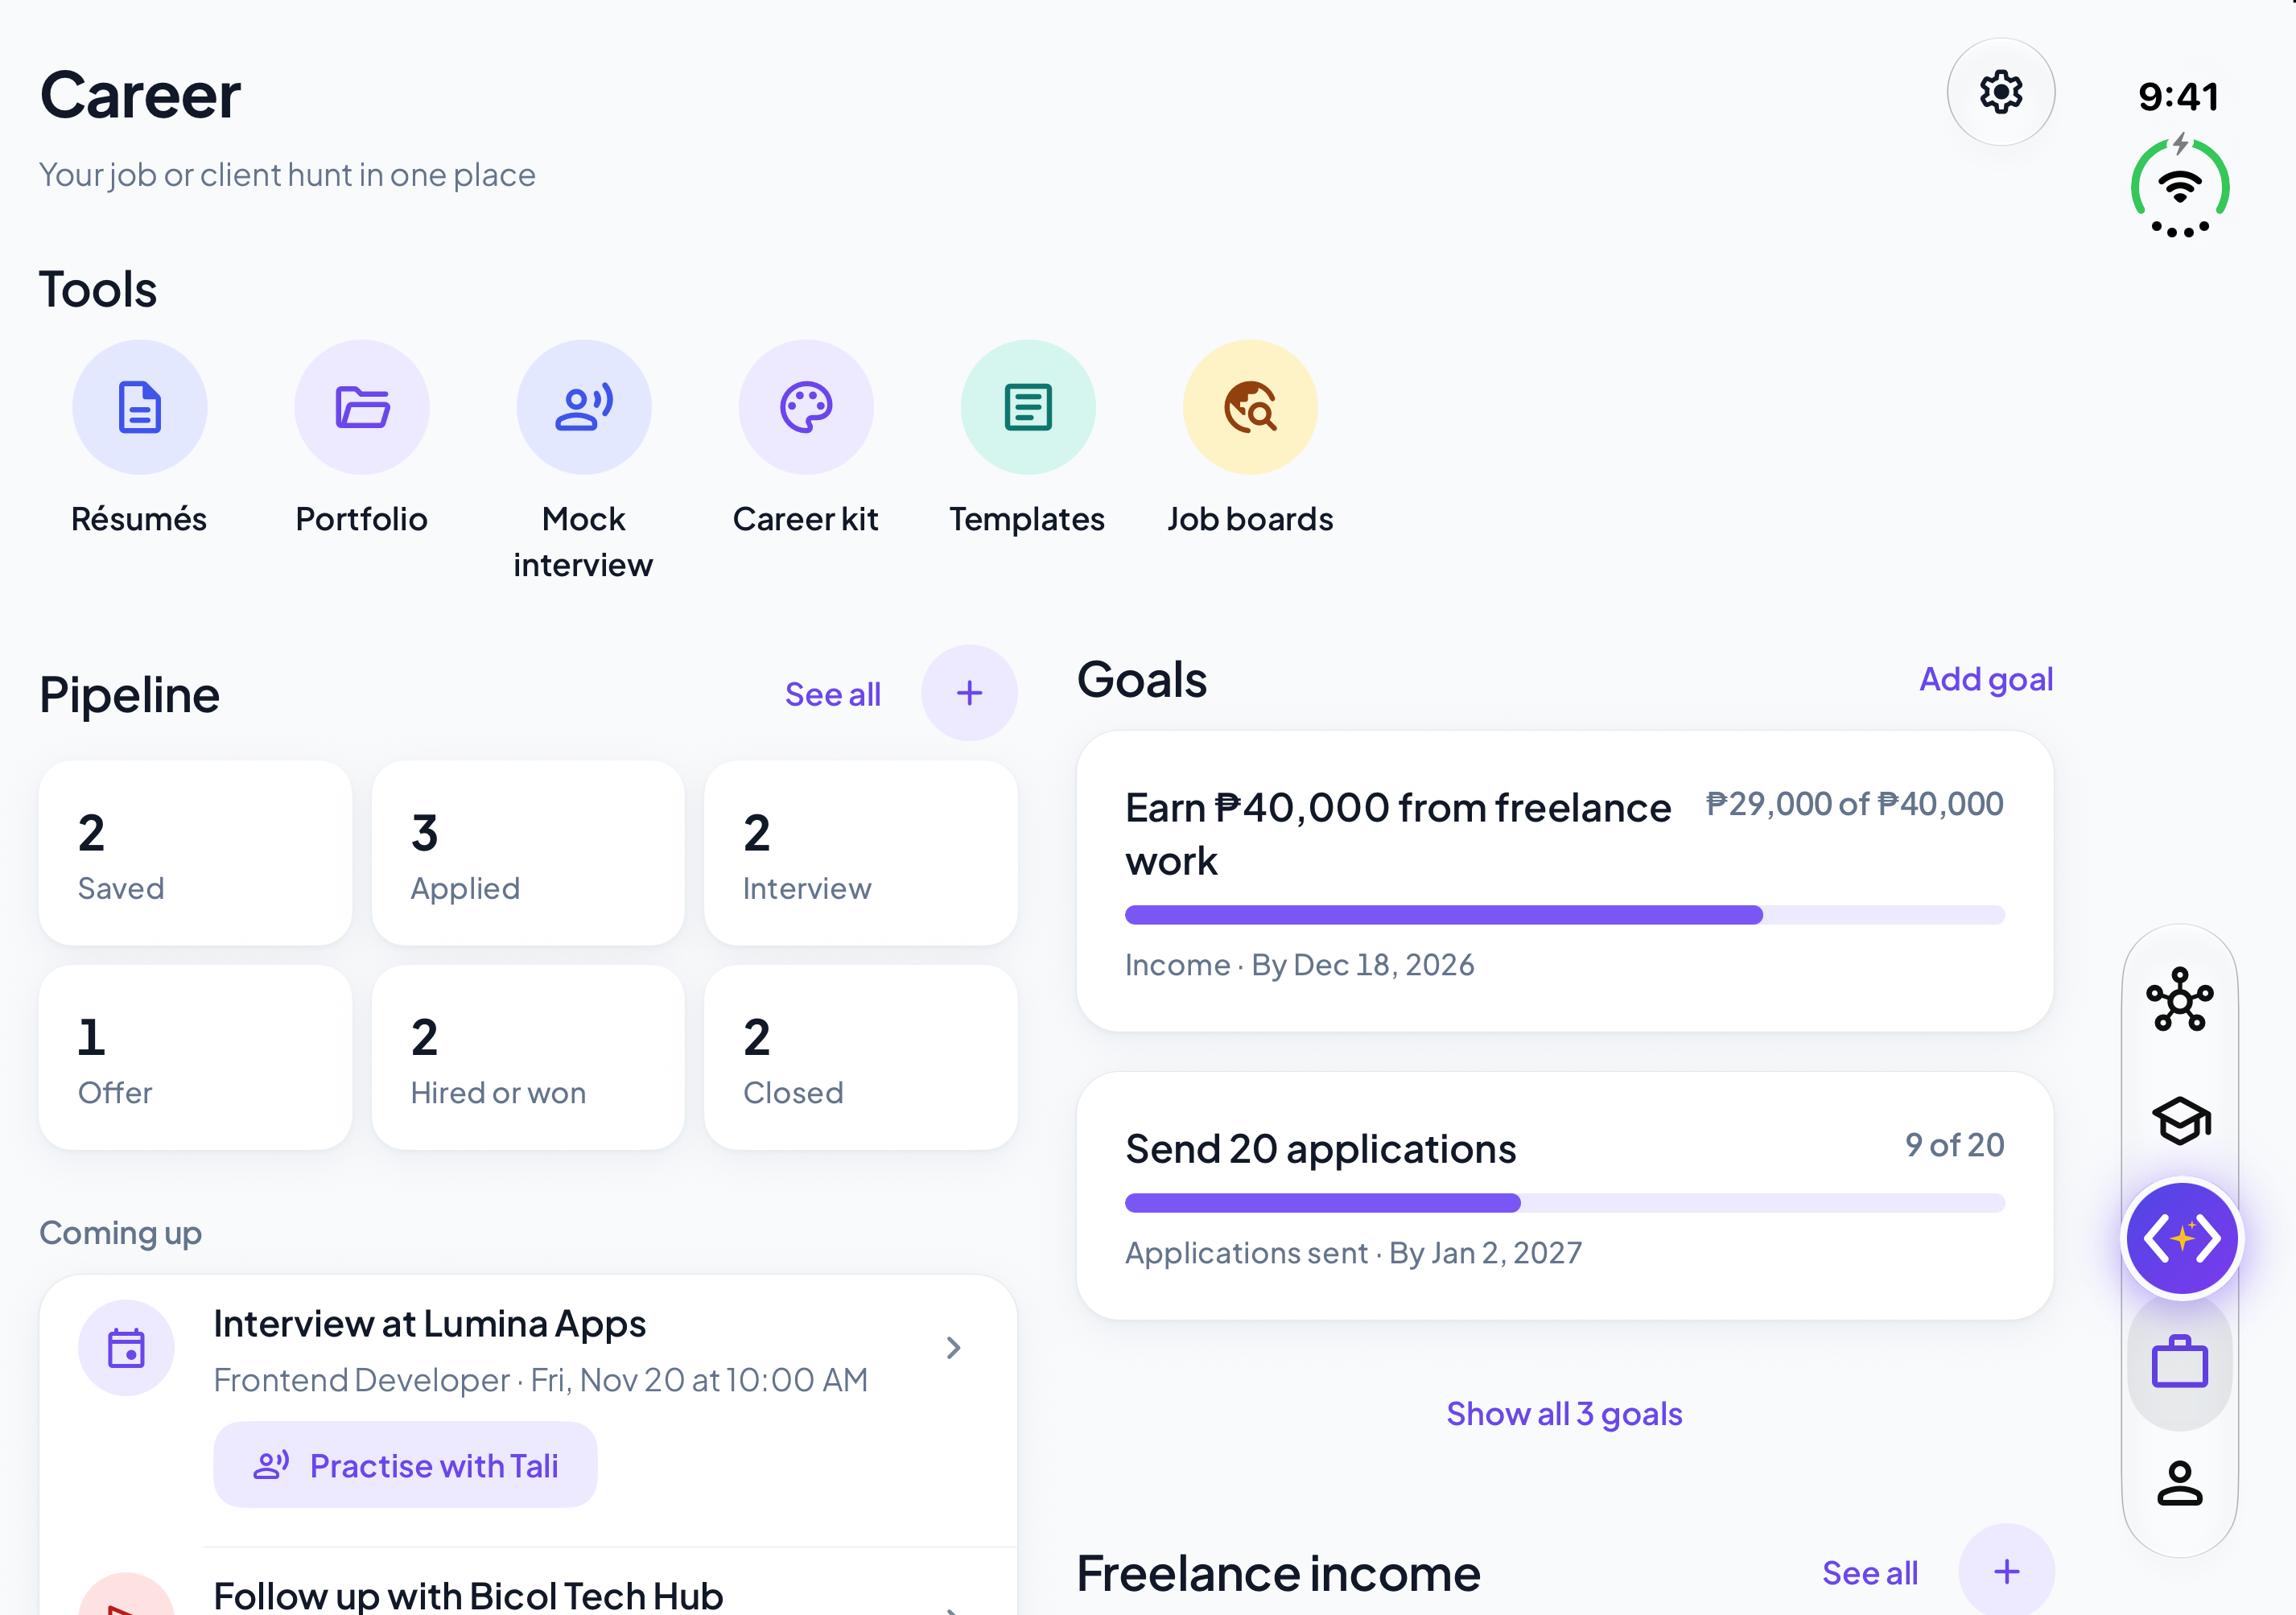 Career
9:41
Your job or client hunt in one place
Tools
Résumés
Portfolio
Mock
interview
Career kit
Templates
Job boards
Pipeline
See all
2
Saved
3
Applied
2
Interview
1
Offer
2
Hired or won
2
Closed
Coming up
Interview at Lumina Apps
Frontend Developer · Fri, Nov 20 at 10:00 AM
Practise with Tali
Follow up with Bicol Tech Hub
Goals
Add goal
Earn ₱40,000 from freelance
work
₱29,000 of ₱40,000
Income · By Dec 18, 2026
Send 20 applications
9 of 20
Applications sent · By Jan 2, 2027
Show all 3 goals
Freelance income
See all